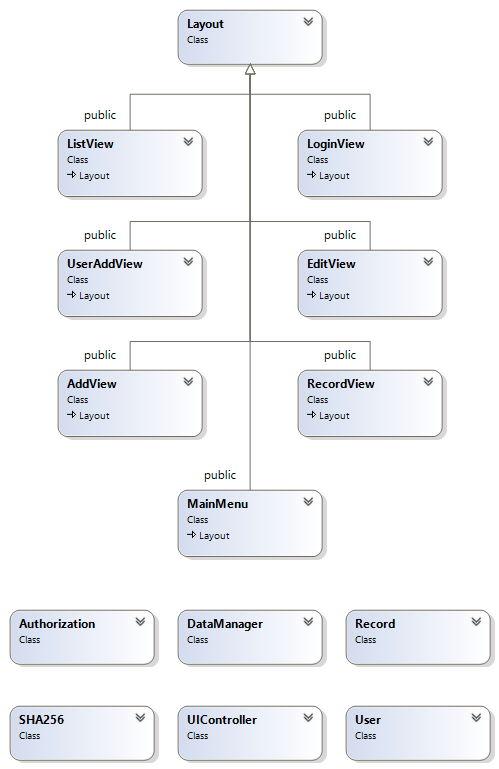 Layout
Class
public
public
ListView
Class
Layout
LoginView
Class
Layout
public
public
UserAddView
Class
Layout
EditView
Class
Layout
public
public
AddView
Class
Layout
RecordView
Class
Layout
public
MainMenu
Class
Layout
Authorization
Class
DataManager
Class
Record
Class
SHA256
Class
UIController
Class
User
Class